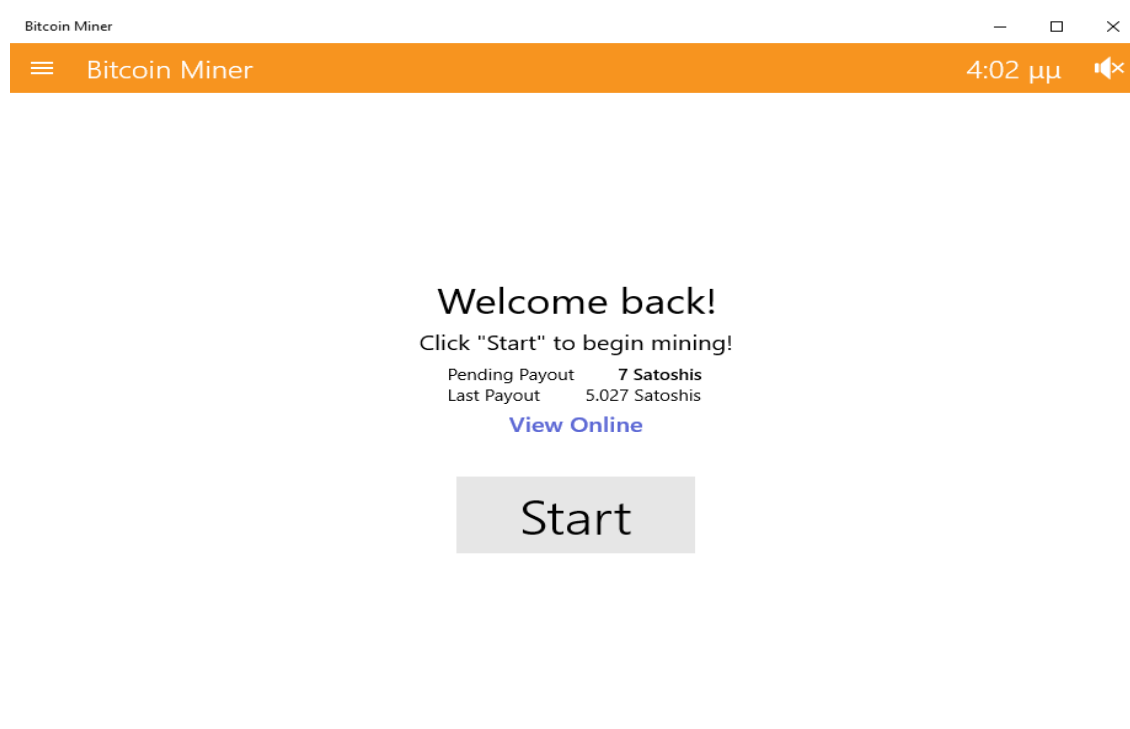 Bitcoin Miner
Bitcoin Miner 4:02 μμ
Welcome back!
Click "Start" to begin mining!
Pending Payout 7 Satoshis
Last Payout 5.027 Satoshis
View Online
Start